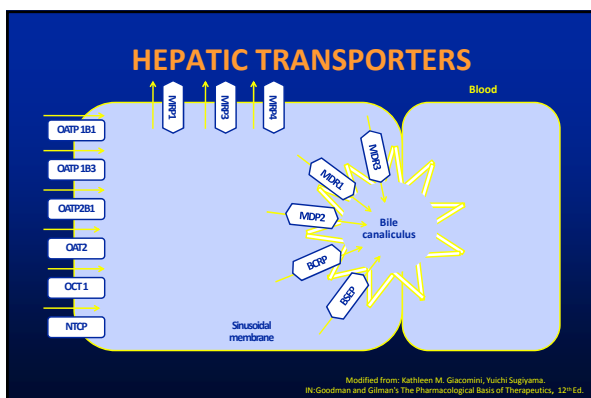 HEPATIC TRANSPORTERS
Blood
MRP1
MRP3
MRP4
OATP 1B1
OATP 1B3
OATP2B1
OAT2
OCT 1
NTCP
MDR3
MDR1
MDP2
BCRP
BSEP
Bile
canaliculus
Sinusoidal
membrane
Modified from: Kathleen M. Giacomini, Yuichi Sugiyama.
IN:Goodman and Gilman's The Pharmacological Basis of Therapeutics, 12th Ed.